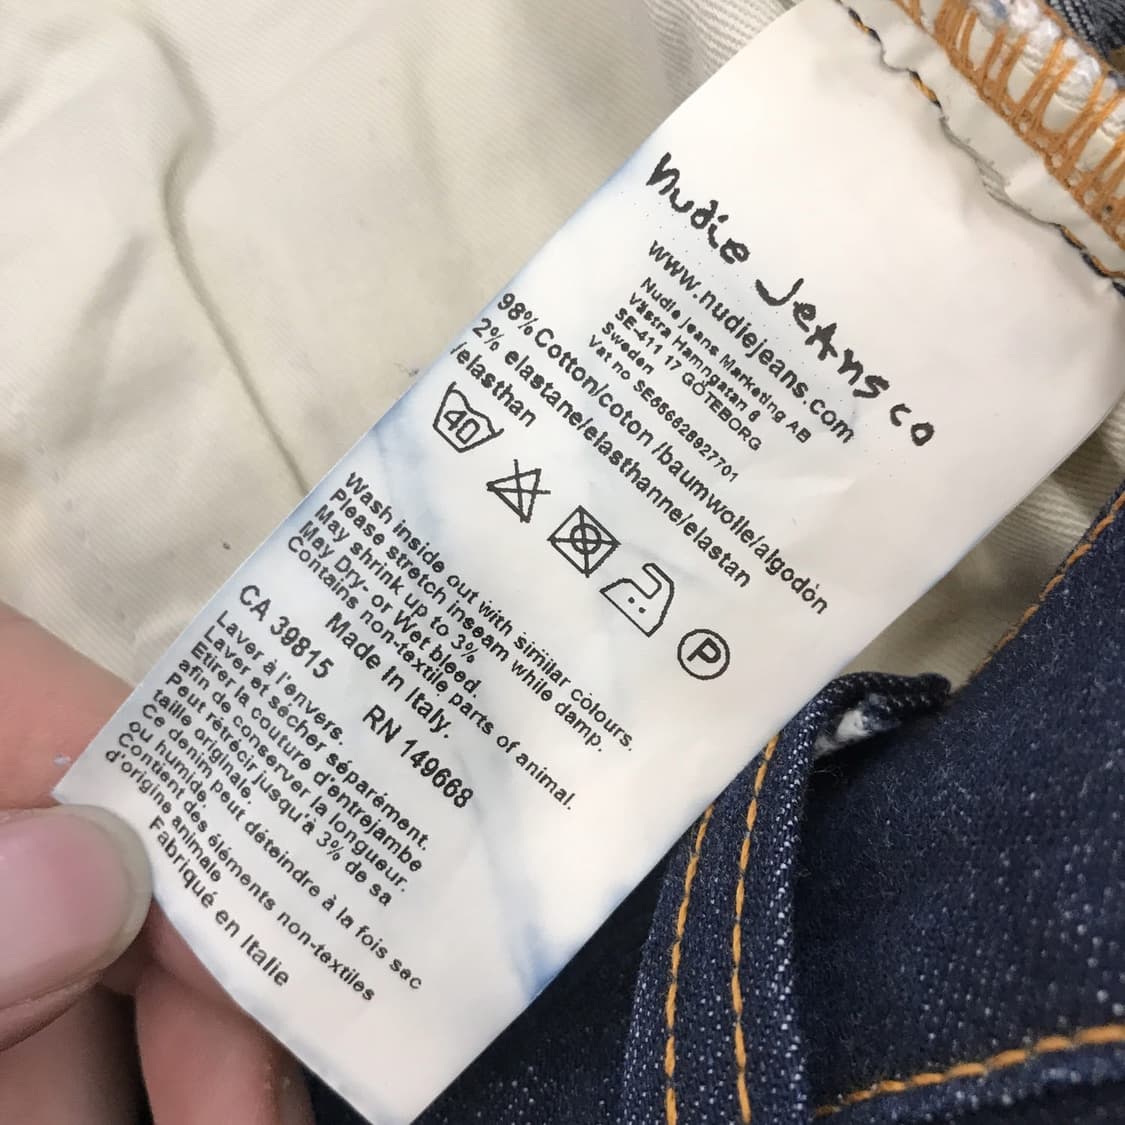 nudie Jeans co
www.nudiejeans.com
Nudie Jeans Marketing AB
Västra Hamngatan 6
SE-411 17 GÖTEBORG
Sweden
Vat no SE556628927701
98%Cotton/coton /baumwolle/algodòn
2% elastane/elasthanne/elastan
/elasthan
40
P
Wash inside out with similar colours.
Please stretch inseam while damp.
May shrink up to 3%
May Dry- or Wet bleed.
Contains non-textile parts of animal.
Made in Italy.
CA 39815 RN 149668
Laver à l'envers.
Laver et sécher séparément.
Etirer la couture d'entrejambe
afin de conserver la longueur.
Peut rétrécir jusqu'à 3% de sa
taille originale.
Ce denim peut déteindre à la fois sec
ou humide.
Contient des éléments non-textiles
d'origine animale
Fabriqué en Italie